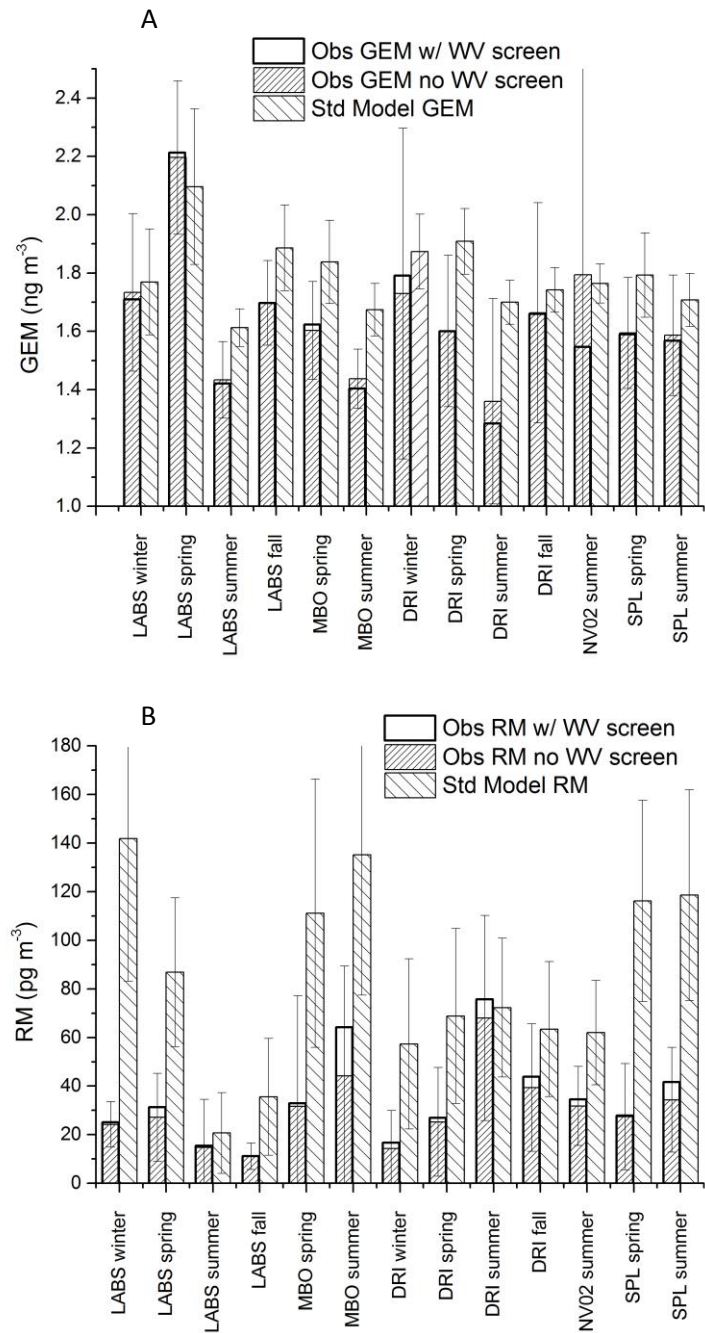 A
Obs GEM w/ WV screen
Obs GEM no WV screen
Std Model GEM
GEM (ng m-3)
2.4
2.2
2.0
1.8
1.6
1.4
1.2
1.0
LABS winter
LABS spring
LABS summer
LABS fall
MBO spring
MBO summer
DRI winter
DRI spring
DRI summer
DRI fall
NV02 summer
SPL spring
SPL summer
B
Obs RM w/ WV screen
Obs RM no WV screen
Std Model RM
RM (pg m-3)
180
160
140
120
100
80
60
40
20
0
LABS winter
LABS spring
LABS summer
LABS fall
MBO spring
MBO summer
DRI winter
DRI spring
DRI summer
DRI fall
NV02 summer
SPL spring
SPL summer